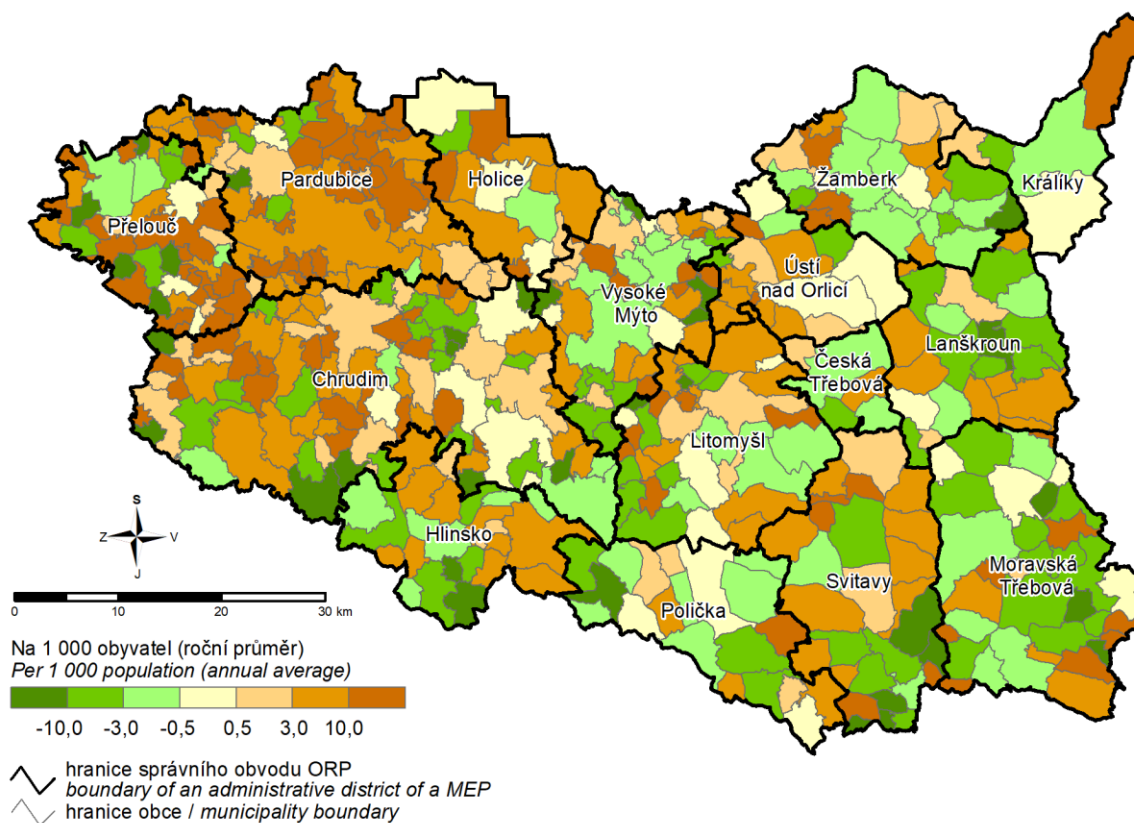 Pardubice
Holice
Žamberk
Králíky
Přelouč
Ústí
nad Orlicí
Vysoké
Mýto
Lanškroun
Česká
Třebová
Chrudim
Litomyšl
Hlinsko
Moravská
Třebová
Svitavy
Polička
S
Z V
J
0 10 20 30 km
Na 1 000 obyvatel (roční průměr)
Per 1 000 population (annual average)
-10,0 -3,0 -0,5 0,5 3,0 10,0
hranice správního obvodu ORP
boundary of an administrative district of a MEP
hranice obce / municipality boundary